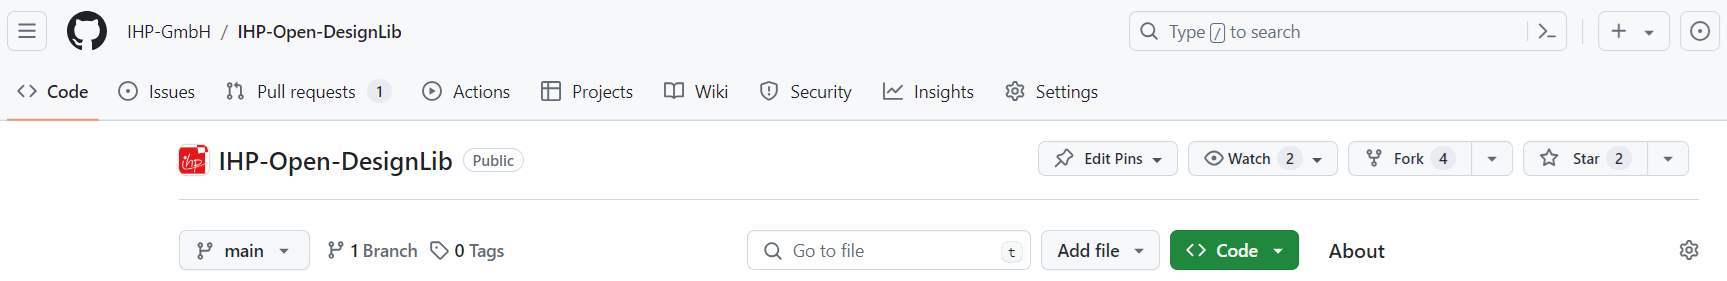 IHP-GmbH / IHP-Open-DesignLib Type / to search
Code Issues Pull requests 1 Actions Projects Wiki Security Insights Settings
ihp IHP-Open-DesignLib Public Edit Pins Watch 2 Fork 4 Star 2
main 1 Branch 0 Tags Go to file t Add file Code About